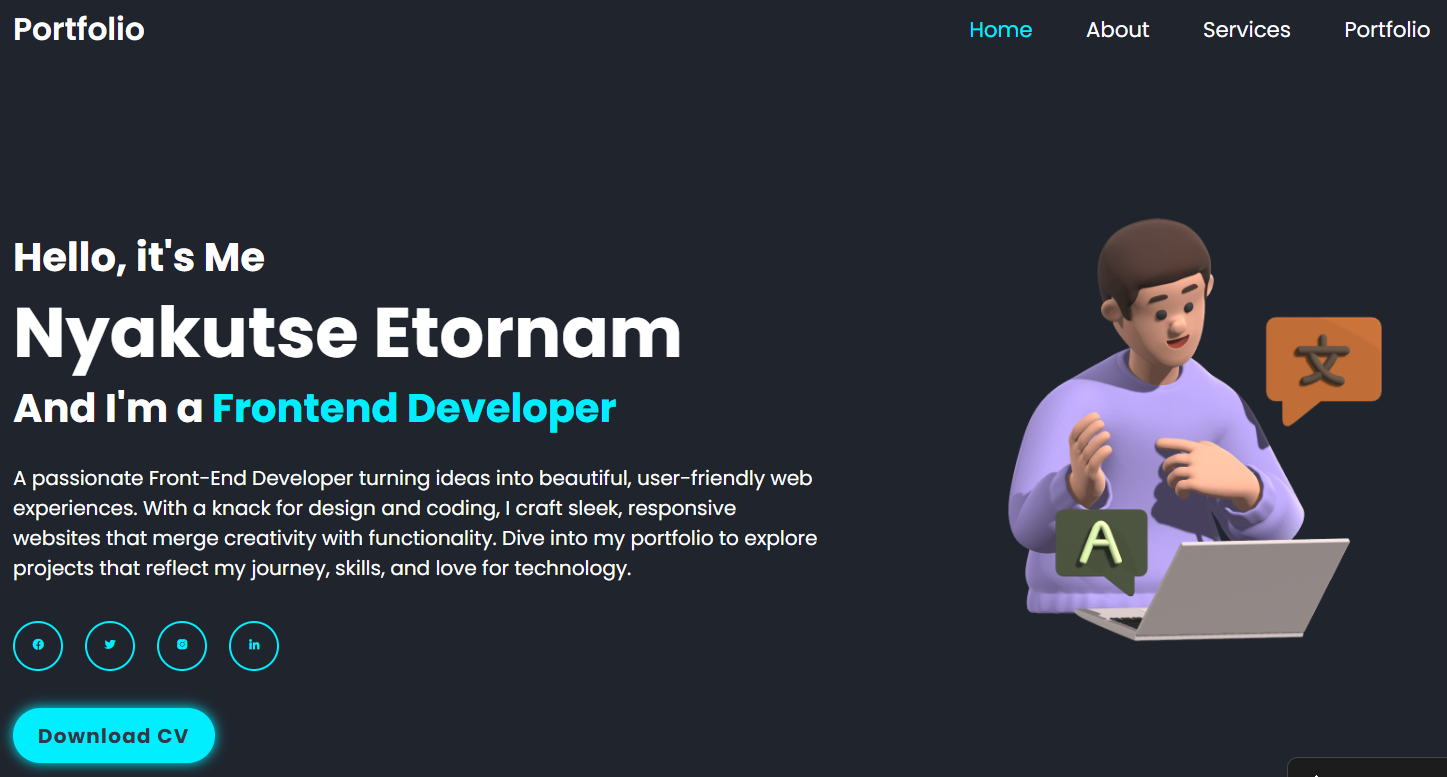 Portfolio
Home About Services Portfolio
Hello, it's Me
Nyakutse Etornam
And I'm a Frontend Developer
文
A passionate Front-End Developer turning ideas into beautiful, user-friendly web
experiences. With a knack for design and coding, I craft sleek, responsive
websites that merge creativity with functionality. Dive into my portfolio to explore
projects that reflect my journey, skills, and love for technology.
A
Download CV